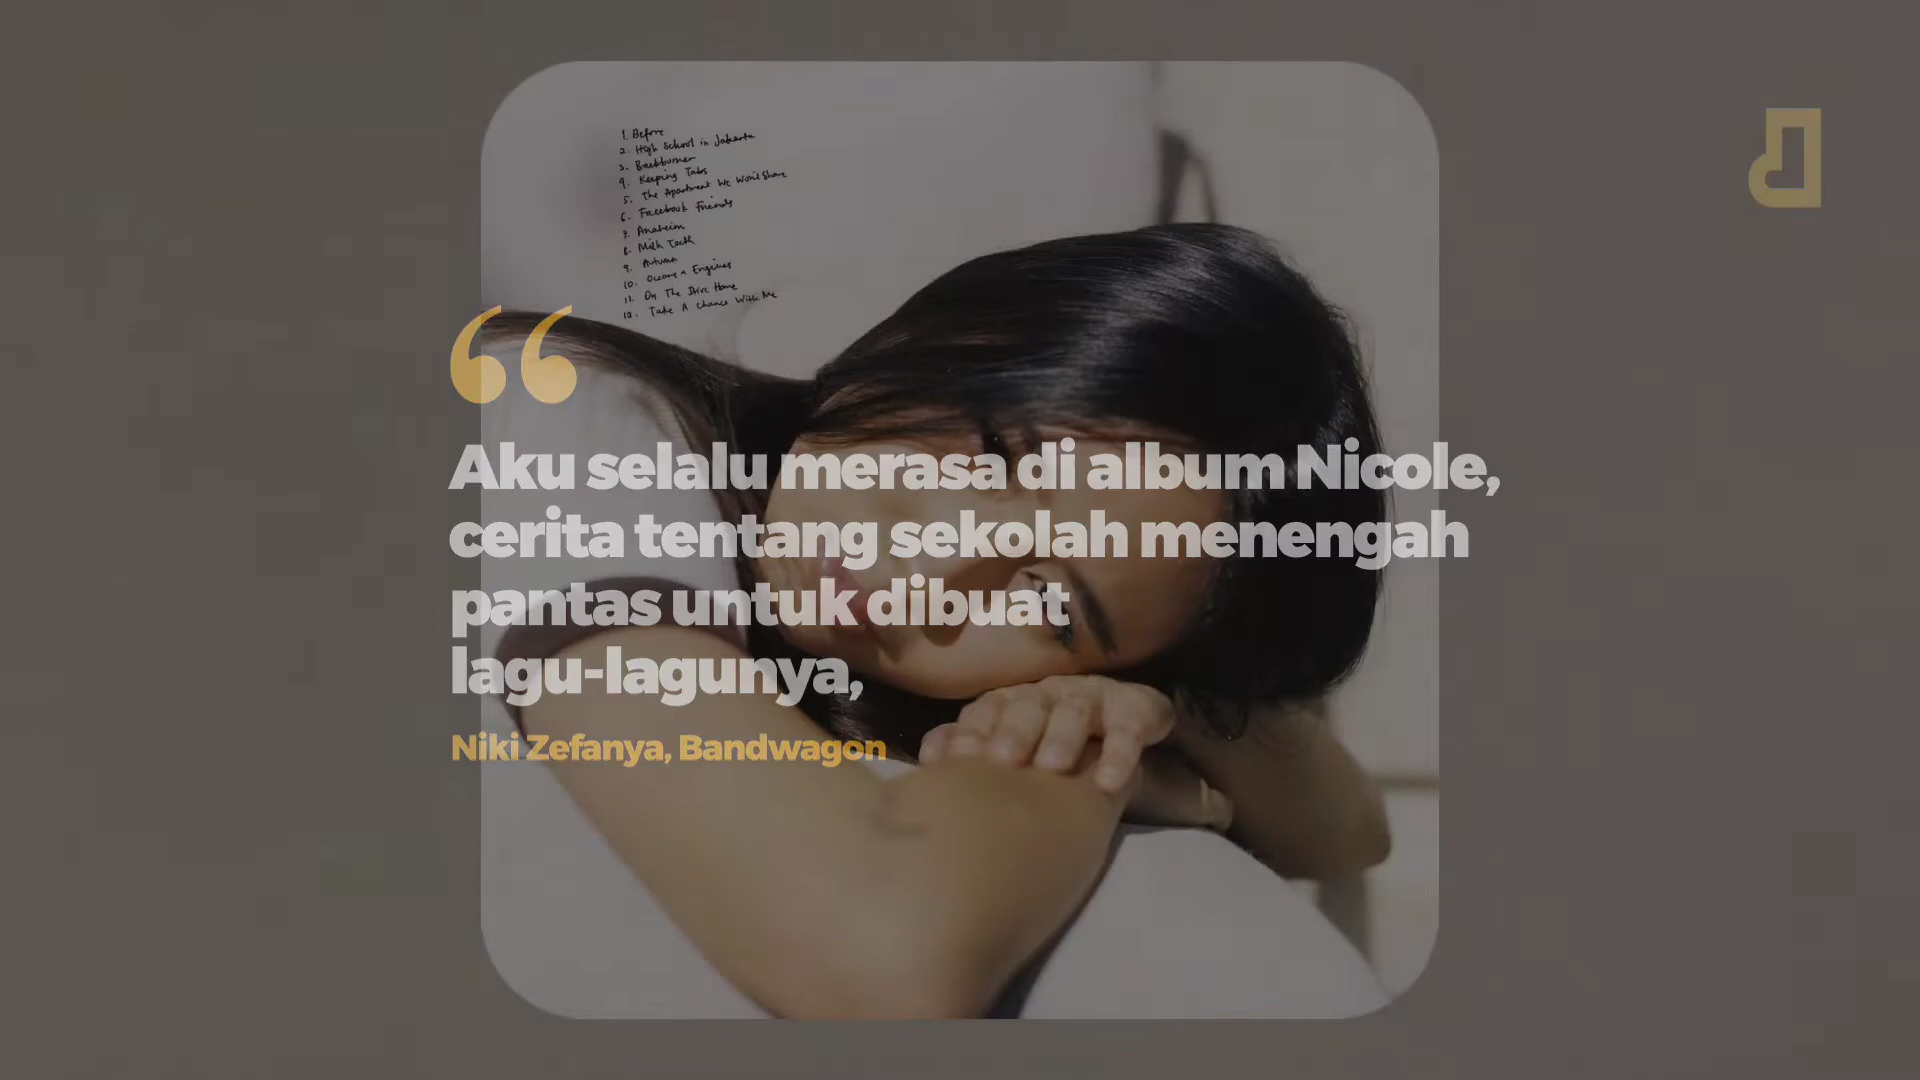 1. Before
2. High School in Jakarta
3. Backburner
4. Keeping Tabs
5. The Apartment We Won't Share
6. Facebook Friends
7. Anaheim
8. Milk Teeth
9. Autumn
10. Oceans & Engines
11. On The Drive Home
12. Take A Chance With Me
“
Aku selalu merasa di album Nicole,
cerita tentang sekolah menengah
pantas untuk dibuat
lagu-lagunya,
Niki Zefanya, Bandwagon